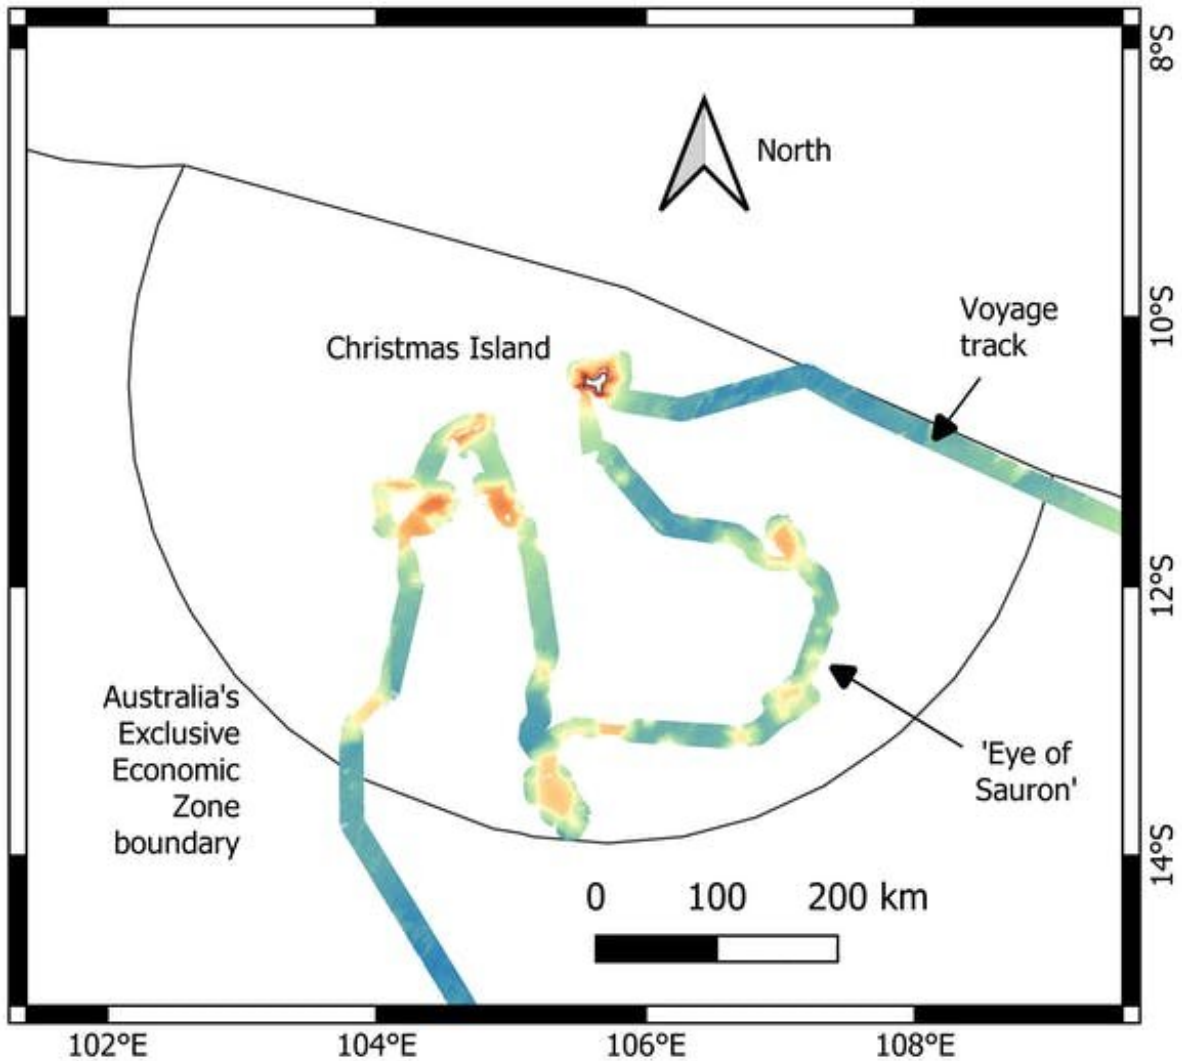 8°S
North
Voyage
track
10°S
Christmas Island
12°S
Australia's
Exclusive
Economic
Zone
boundary
'Eye of
Sauron'
14°S
0 100 200 km
102°E 104°E 106°E 108°E